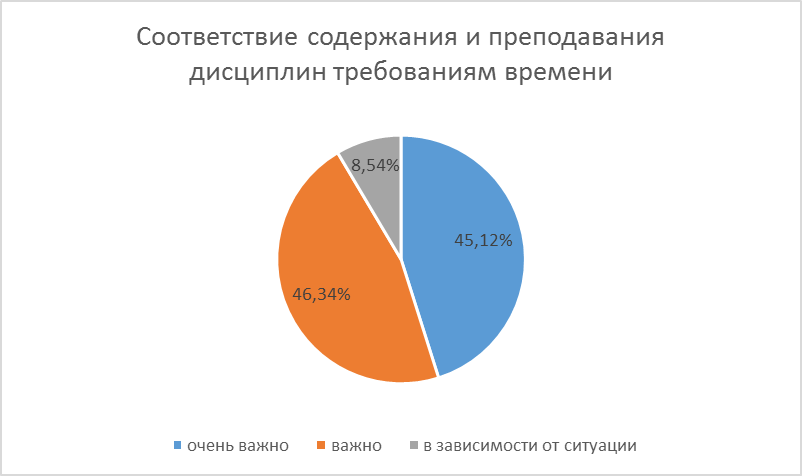 Соответствие содержания и преподавания
дисциплин требованиям времени
8,54%
45,12%
46,34%
очень важно
важно
в зависимости от ситуации